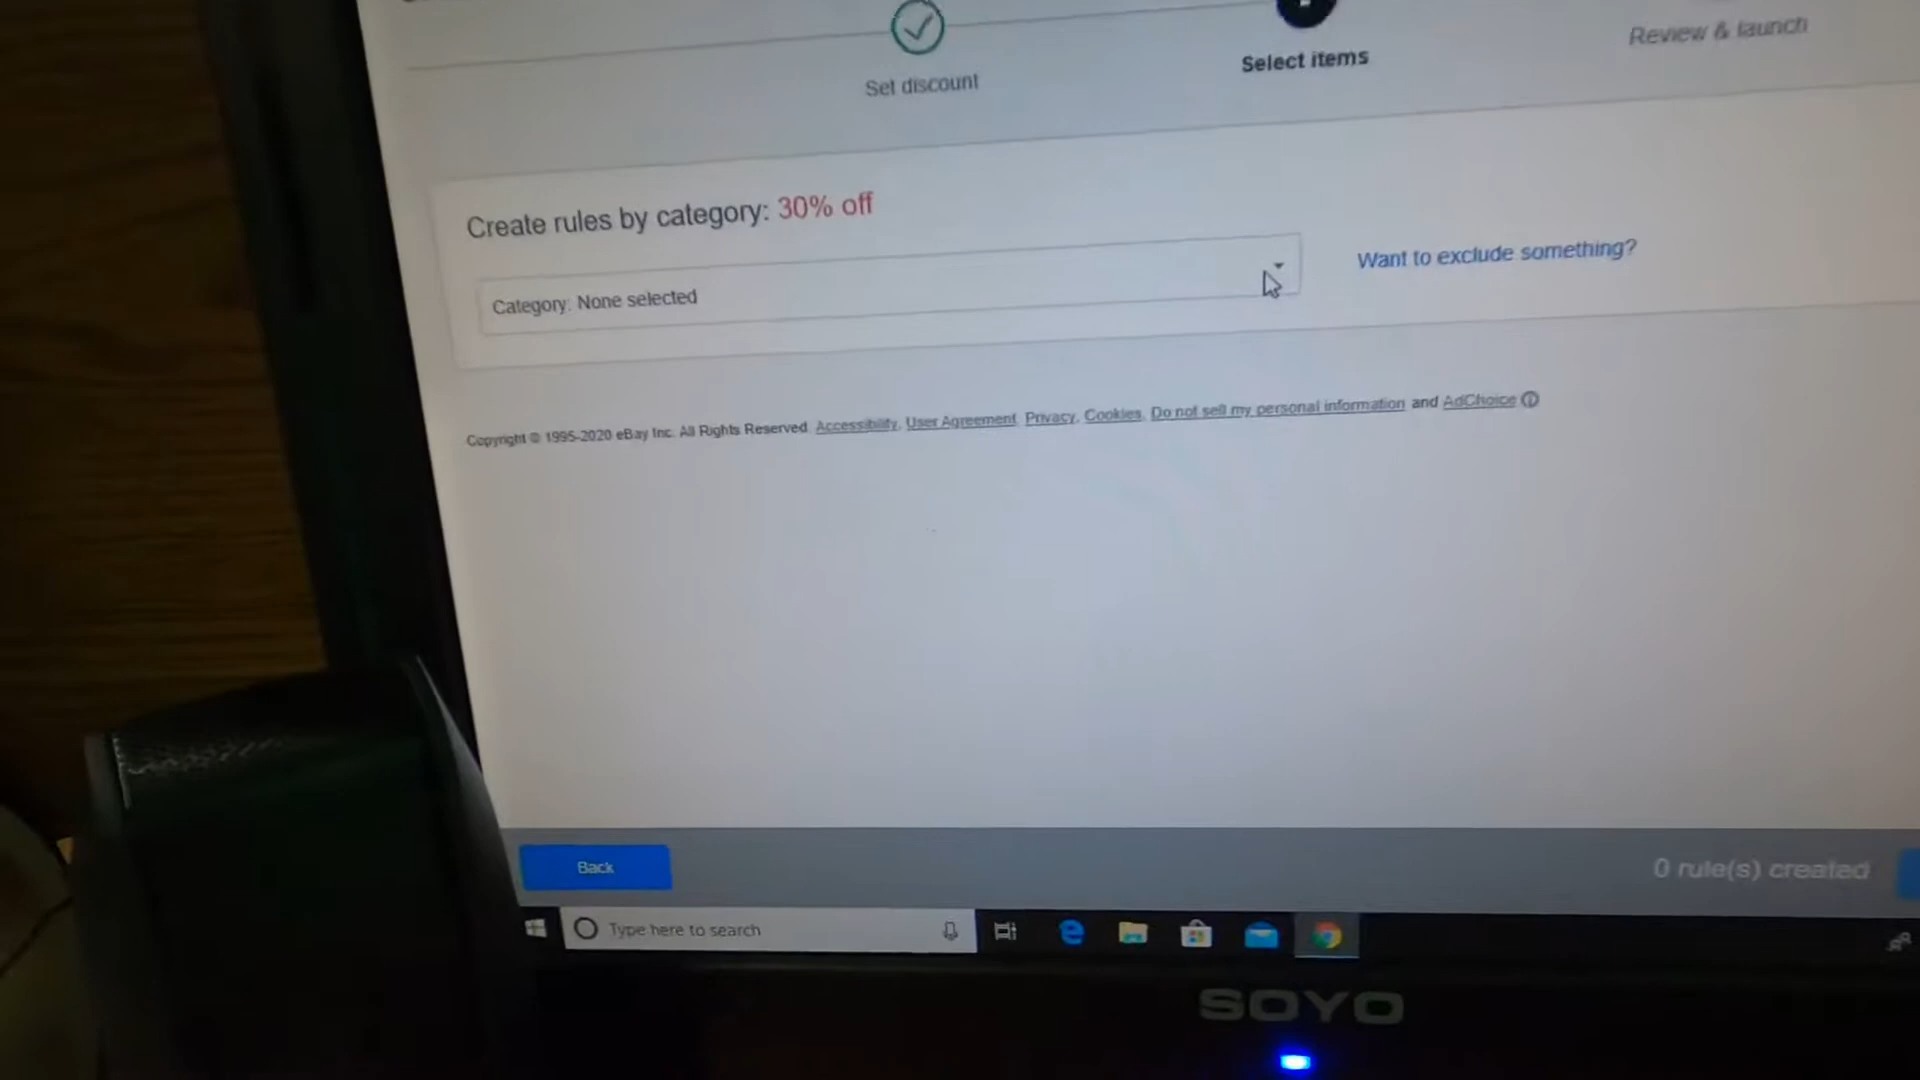 Set discount
Select items
Review & launch
Create rules by category: 30% off
Category: None selected
Want to exclude something?
Copyright © 1995-2020 eBay Inc. All Rights Reserved. Accessibility, User Agreement, Privacy, Cookies, Do not sell my personal information and AdChoice
Back
0 rule(s) created
Type here to search
SOYO